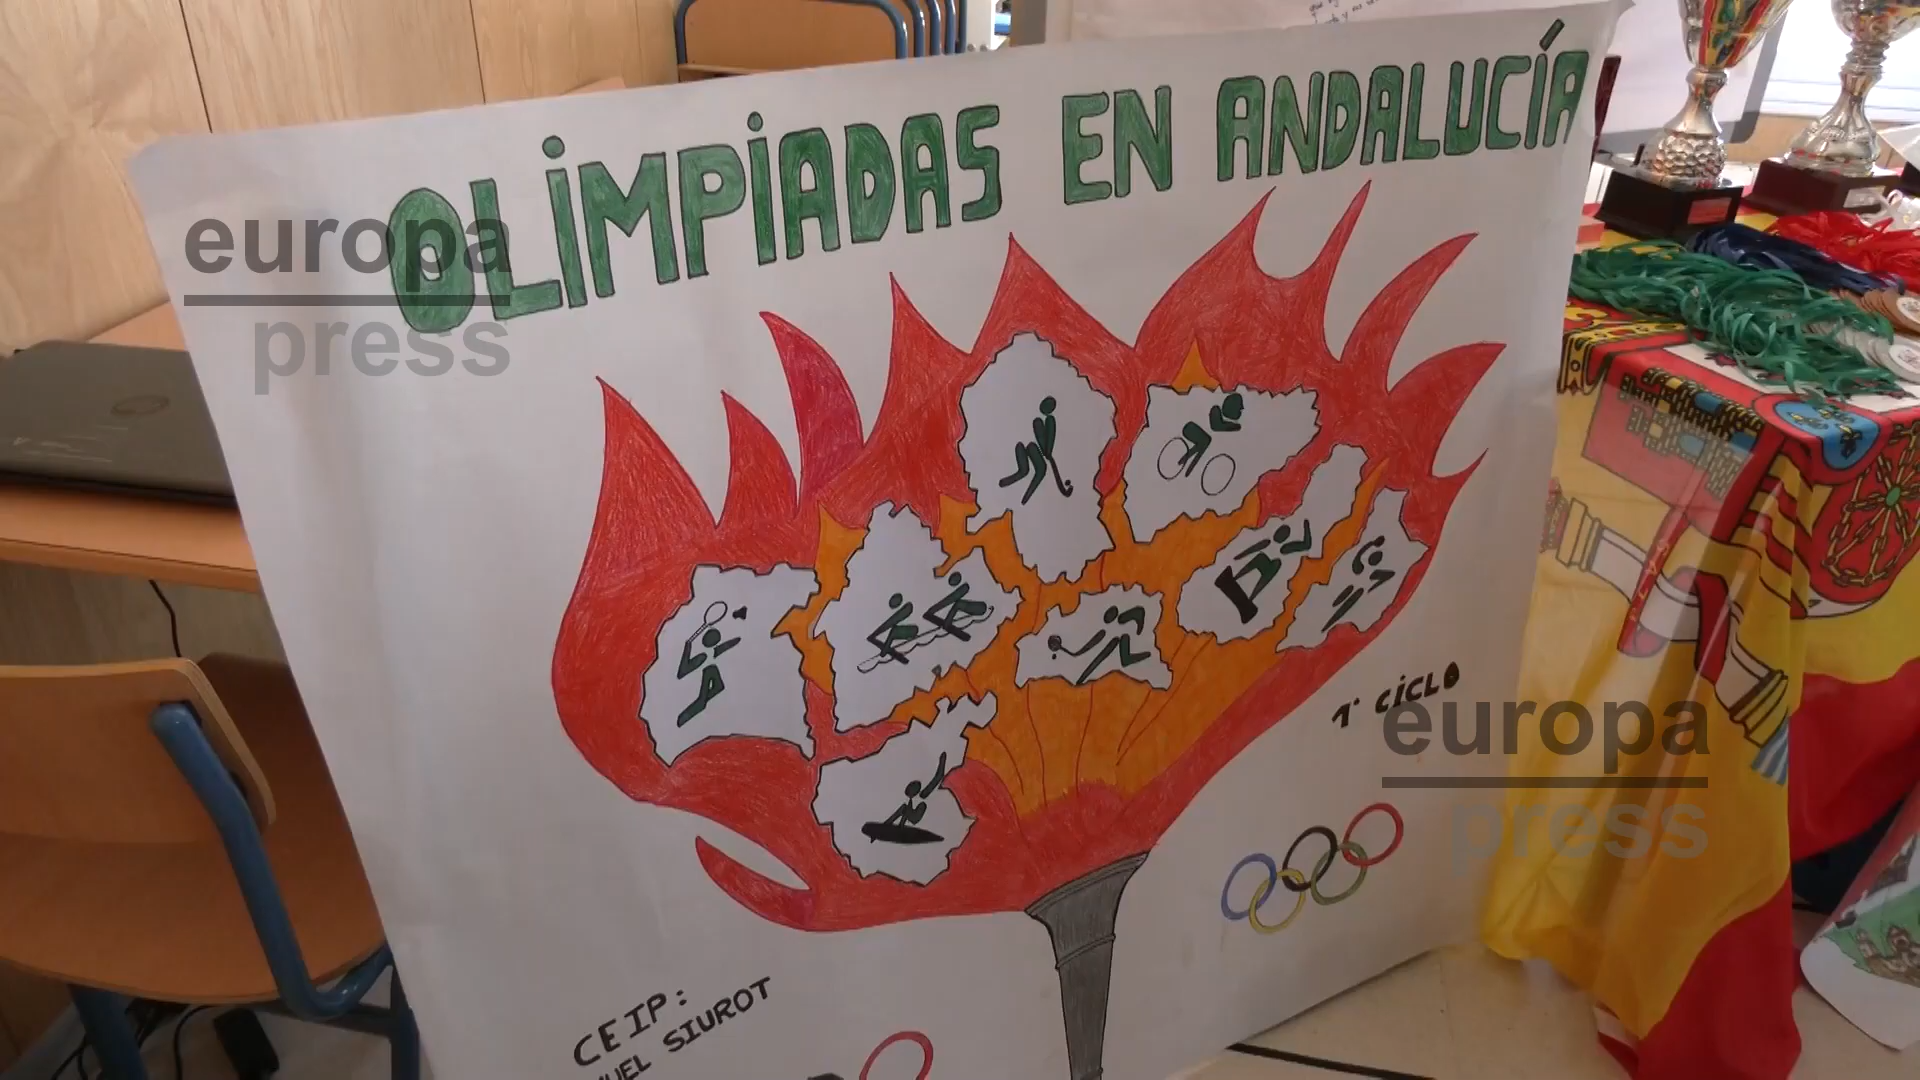 OLIMPIADAS EN ANDALUCÍA
europa
press
1º CICLO
europa
press
CEIP:
UEL SIUROT